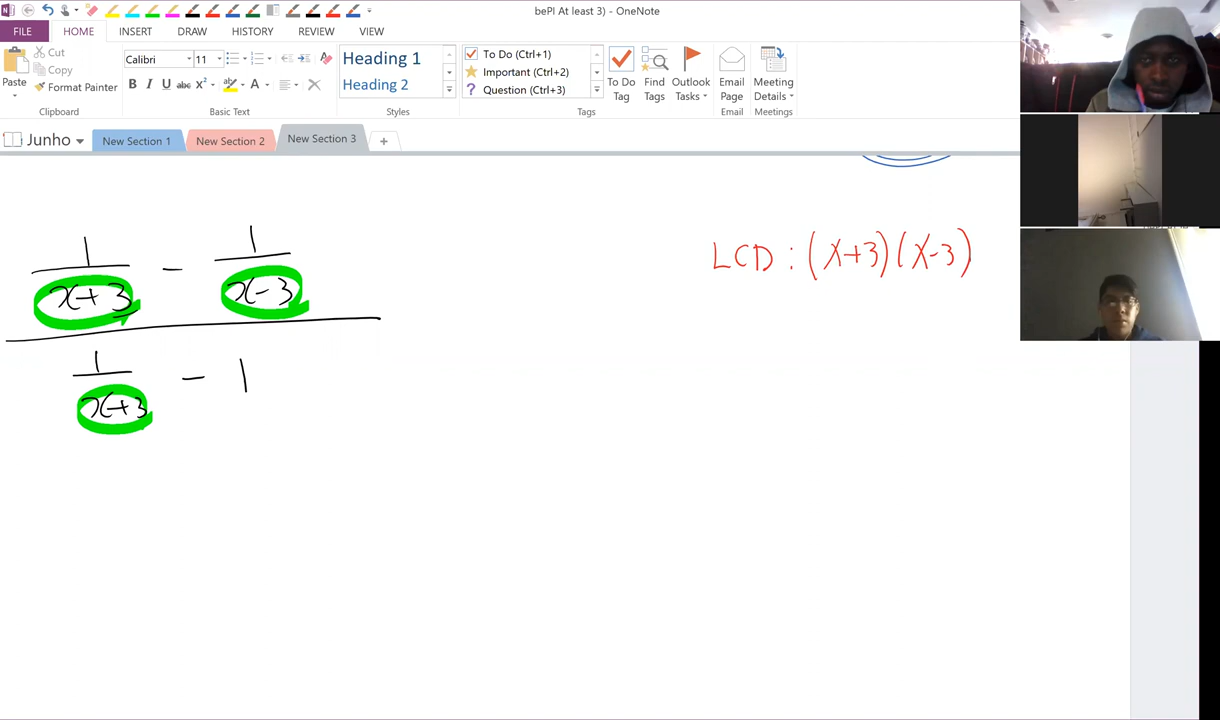 bePI At least 3) - OneNote
FILE HOME INSERT DRAW HISTORY REVIEW VIEW
Paste
Cut
Copy
Format Painter
Clipboard
Calibri 11
B I U abc x² A
Basic Text
Heading 1
Heading 2
Styles
To Do (Ctrl+1)
Important (Ctrl+2)
? Question (Ctrl+3)
To Do Tag
Find Tags
Outlook Tasks
Tags
Email Page
Meeting Details
Meetings
Junho New Section 1 New Section 2 New Section 3 +
1 - 1
x+3 x-3
1 - 1
x+3
LCD : (x+3)(x-3)